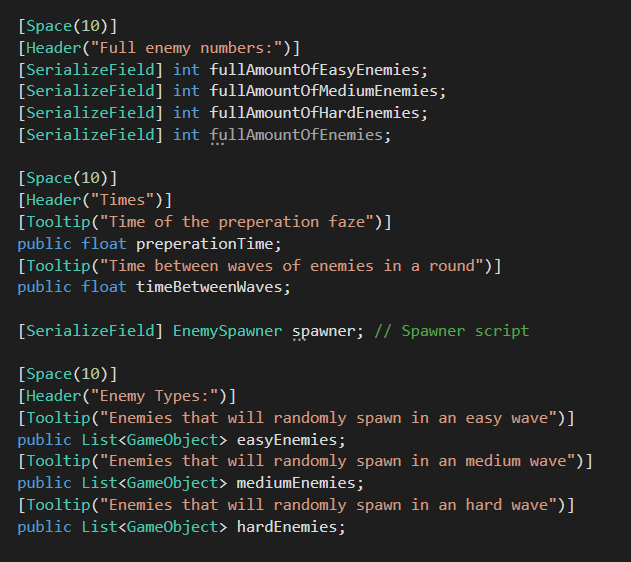 [Space(10)]
[Header("Full enemy numbers:")]
[SerializeField] int fullAmountOfEasyEnemies;
[SerializeField] int fullAmountOfMediumEnemies;
[SerializeField] int fullAmountOfHardEnemies;
[SerializeField] int fullAmountOfEnemies;
[Space(10)]
[Header("Times")]
[Tooltip("Time of the preperation faze")]
public float preperationTime;
[Tooltip("Time between waves of enemies in a round")]
public float timeBetweenWaves;
[SerializeField] EnemySpawner spawner; // Spawner script
[Space(10)]
[Header("Enemy Types:")]
[Tooltip("Enemies that will randomly spawn in an easy wave")]
public List<GameObject> easyEnemies;
[Tooltip("Enemies that will randomly spawn in an medium wave")]
public List<GameObject> mediumEnemies;
[Tooltip("Enemies that will randomly spawn in an hard wave")]
public List<GameObject> hardEnemies;